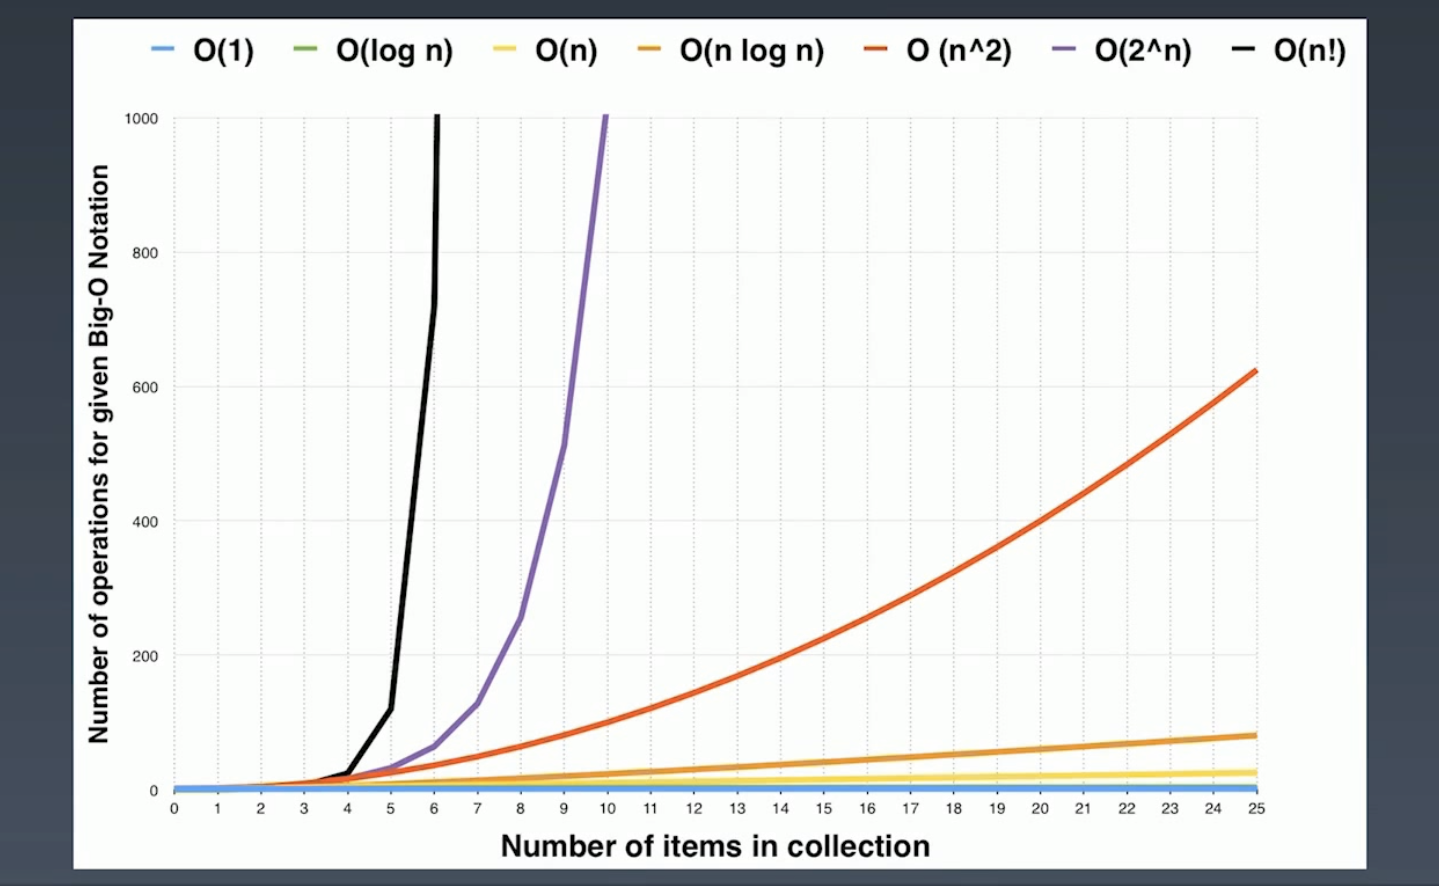 O(1) O(log n) O(n) O(n log n) O (n^2) O(2^n) O(n!)
Number of operations for given Big-O Notation
1000
800
600
400
200
0
0 1 2 3 4 5 6 7 8 9 10 11 12 13 14 15 16 17 18 19 20 21 22 23 24 25
Number of items in collection